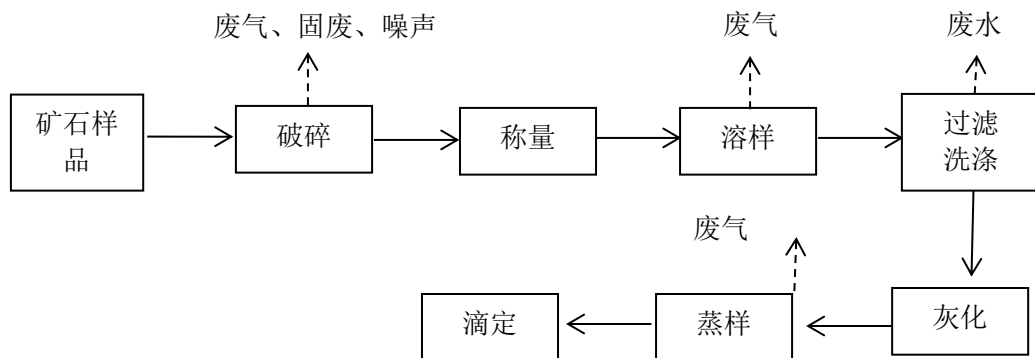 废气、固废、噪声
废气
废水
矿石样
品
破碎
称量
溶样
过滤
洗涤
废气
滴定
蒸样
灰化